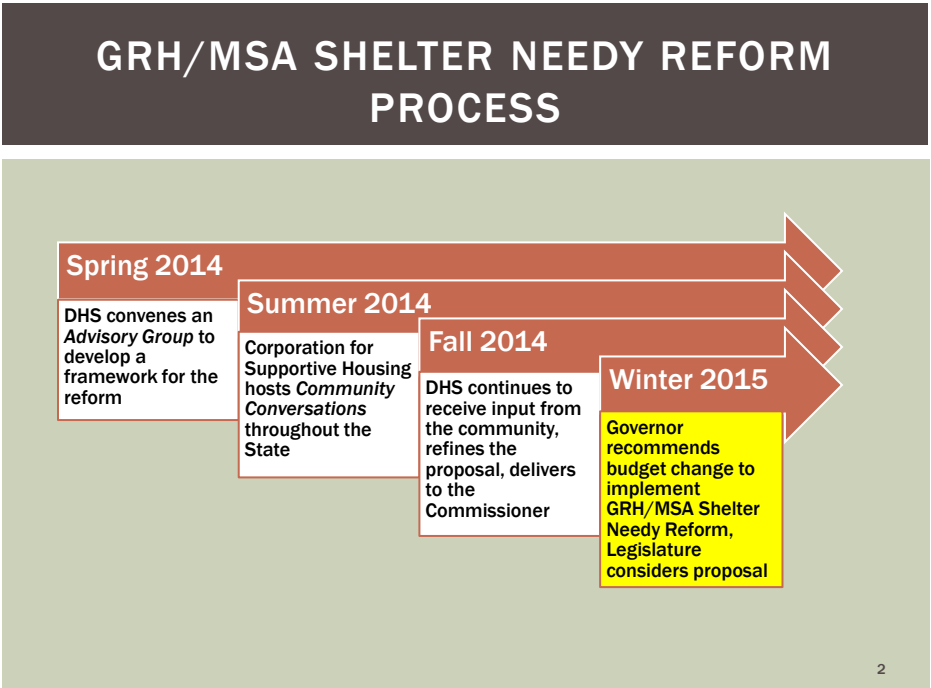 GRH/MSA SHELTER NEEDY REFORM
PROCESS
Spring 2014
DHS convenes an
Advisory Group to
develop a
framework for the
reform
Summer 2014
Corporation for
Supportive Housing
hosts Community
Conversations
throughout the
State
Fall 2014
DHS continues to
receive input from
the community,
refines the
proposal, delivers
to the
Commissioner
Winter 2015
Governor
recommends
budget change to
implement
GRH/MSA Shelter
Needy Reform,
Legislature
considers proposal
2